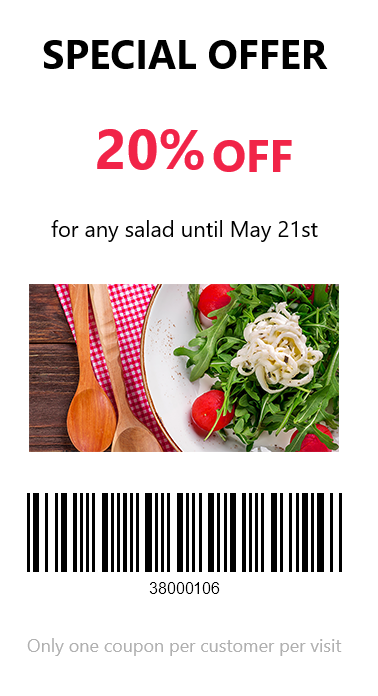 SPECIAL OFFER
20% OFF
for any salad until May 21st
38000106
Only one coupon per customer per visit